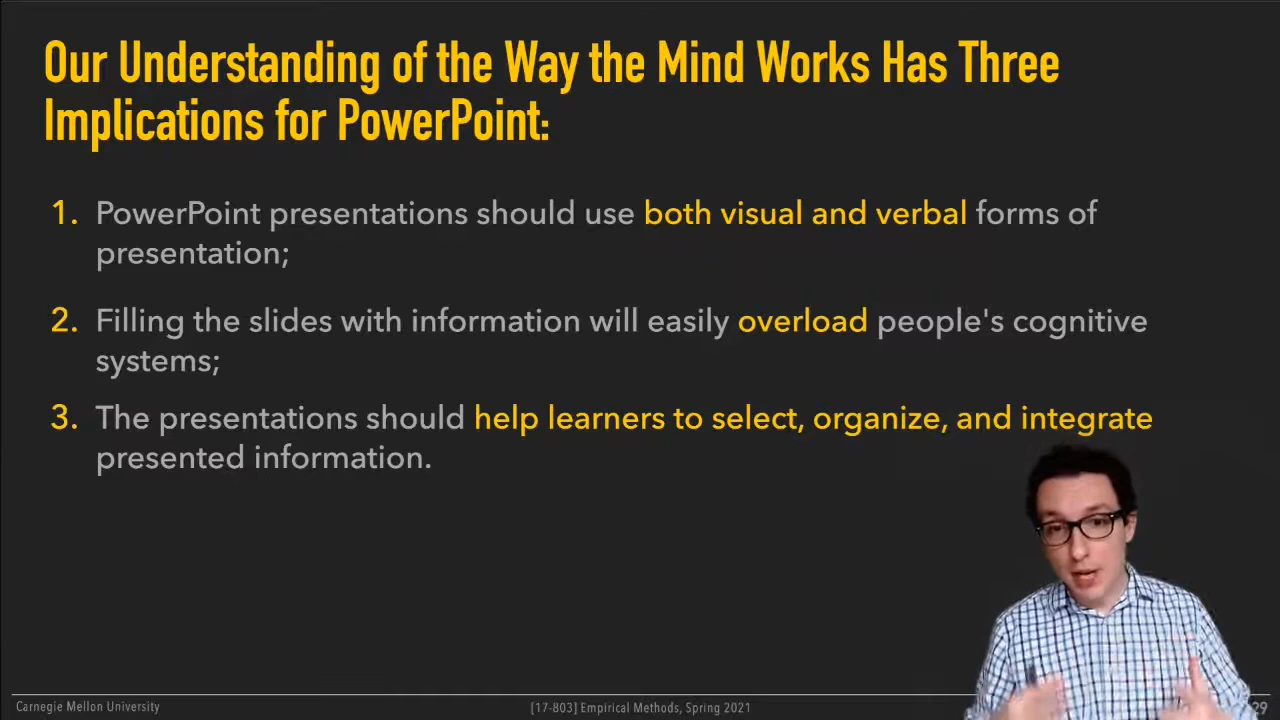 Our Understanding of the Way the Mind Works Has Three
Implications for PowerPoint:
1. PowerPoint presentations should use both visual and verbal forms of
presentation;
2. Filling the slides with information will easily overload people's cognitive
systems;
3. The presentations should help learners to select, organize, and integrate
presented information.
Carnegie Mellon University
[17-803] Empirical Methods, Spring 2021
29